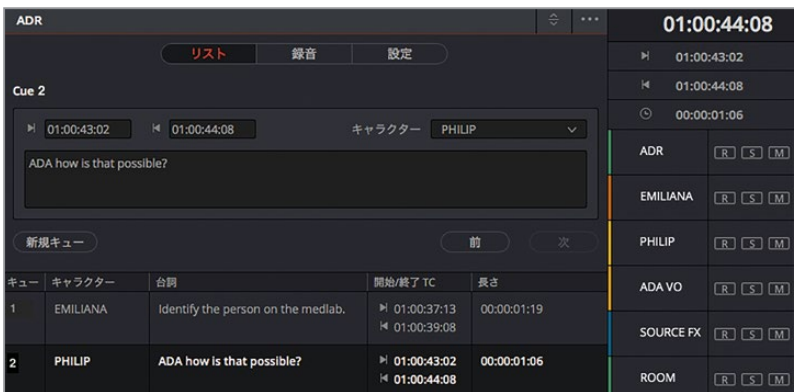 ADR
リスト 録音 設定
Cue 2
01:00:43:02 01:00:44:08 キャラクター PHILIP
ADA how is that possible?
新規キュー 前 次
キュー キャラクター 台詞 開始/終了 TC 長さ
1 EMILIANA Identify the person on the medlab. 01:00:37:13 00:00:01:19
01:00:39:08
2 PHILIP ADA how is that possible? 01:00:43:02 00:00:01:06
01:00:44:08
01:00:44:08
01:00:43:02
01:00:44:08
00:00:01:06
ADR R S M
EMILIANA R S M
PHILIP R S M
ADA VO R S M
SOURCE FX R S M
ROOM R S M